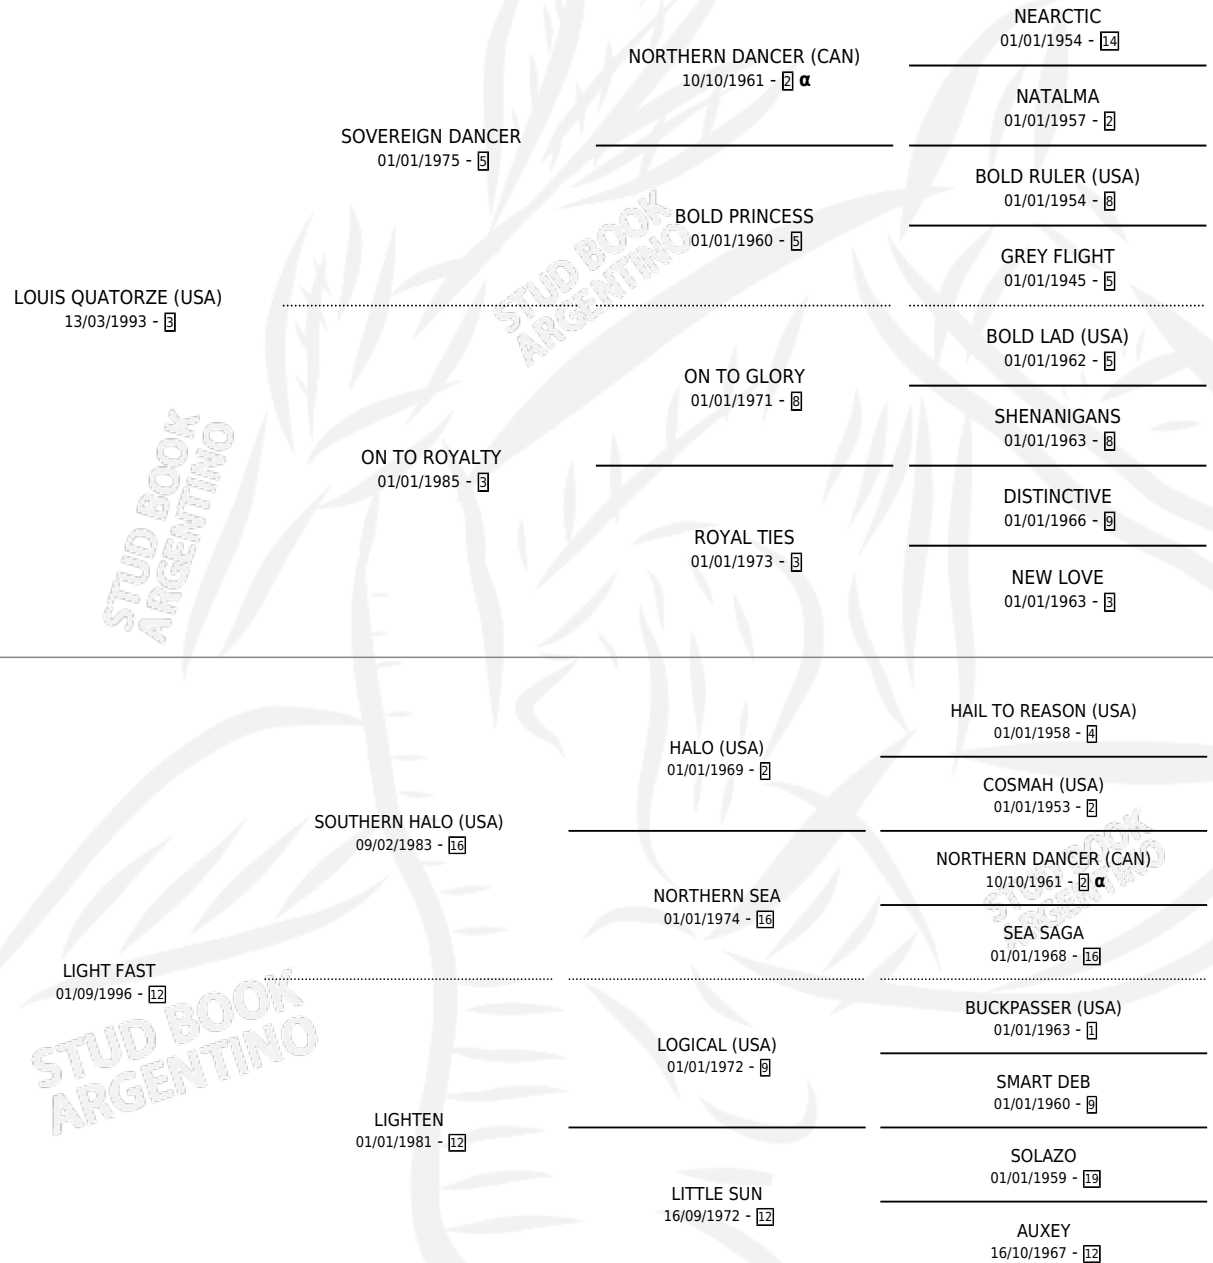 NEARCTIC
01/01/1954 - 14
NORTHERN DANCER (CAN)
10/10/1961 - 2 α
NATALMA
01/01/1957 - 2
SOVEREIGN DANCER
01/01/1975 - 5
BOLD RULER (USA)
01/01/1954 - 8
BOLD PRINCESS
01/01/1960 - 5
GREY FLIGHT
01/01/1945 - 5
LOUIS QUATORZE (USA)
13/03/1993 - 3
BOLD LAD (USA)
01/01/1962 - 5
ON TO GLORY
01/01/1971 - 8
SHENANIGANS
01/01/1963 - 8
ON TO ROYALTY
01/01/1985 - 3
DISTINCTIVE
01/01/1966 - 9
ROYAL TIES
01/01/1973 - 3
NEW LOVE
01/01/1963 - 3
HAIL TO REASON (USA)
01/01/1958 - 4
HALO (USA)
01/01/1969 - 2
COSMAH (USA)
01/01/1953 - 2
SOUTHERN HALO (USA)
09/02/1983 - 16
NORTHERN DANCER (CAN)
10/10/1961 - 2 α
NORTHERN SEA
01/01/1974 - 16
SEA SAGA
01/01/1968 - 16
LIGHT FAST
01/09/1996 - 12
BUCKPASSER (USA)
01/01/1963 - 1
LOGICAL (USA)
01/01/1972 - 9
SMART DEB
01/01/1960 - 9
LIGHTEN
01/01/1981 - 12
SOLAZO
01/01/1959 - 19
LITTLE SUN
16/09/1972 - 12
AUXEY
16/10/1967 - 12
STUD BOOK
ARGENTINO
STUD BOOK
ARGENTINO
STUD BOOK
ARGENTINO
STUD BOOK
ARGENTINO